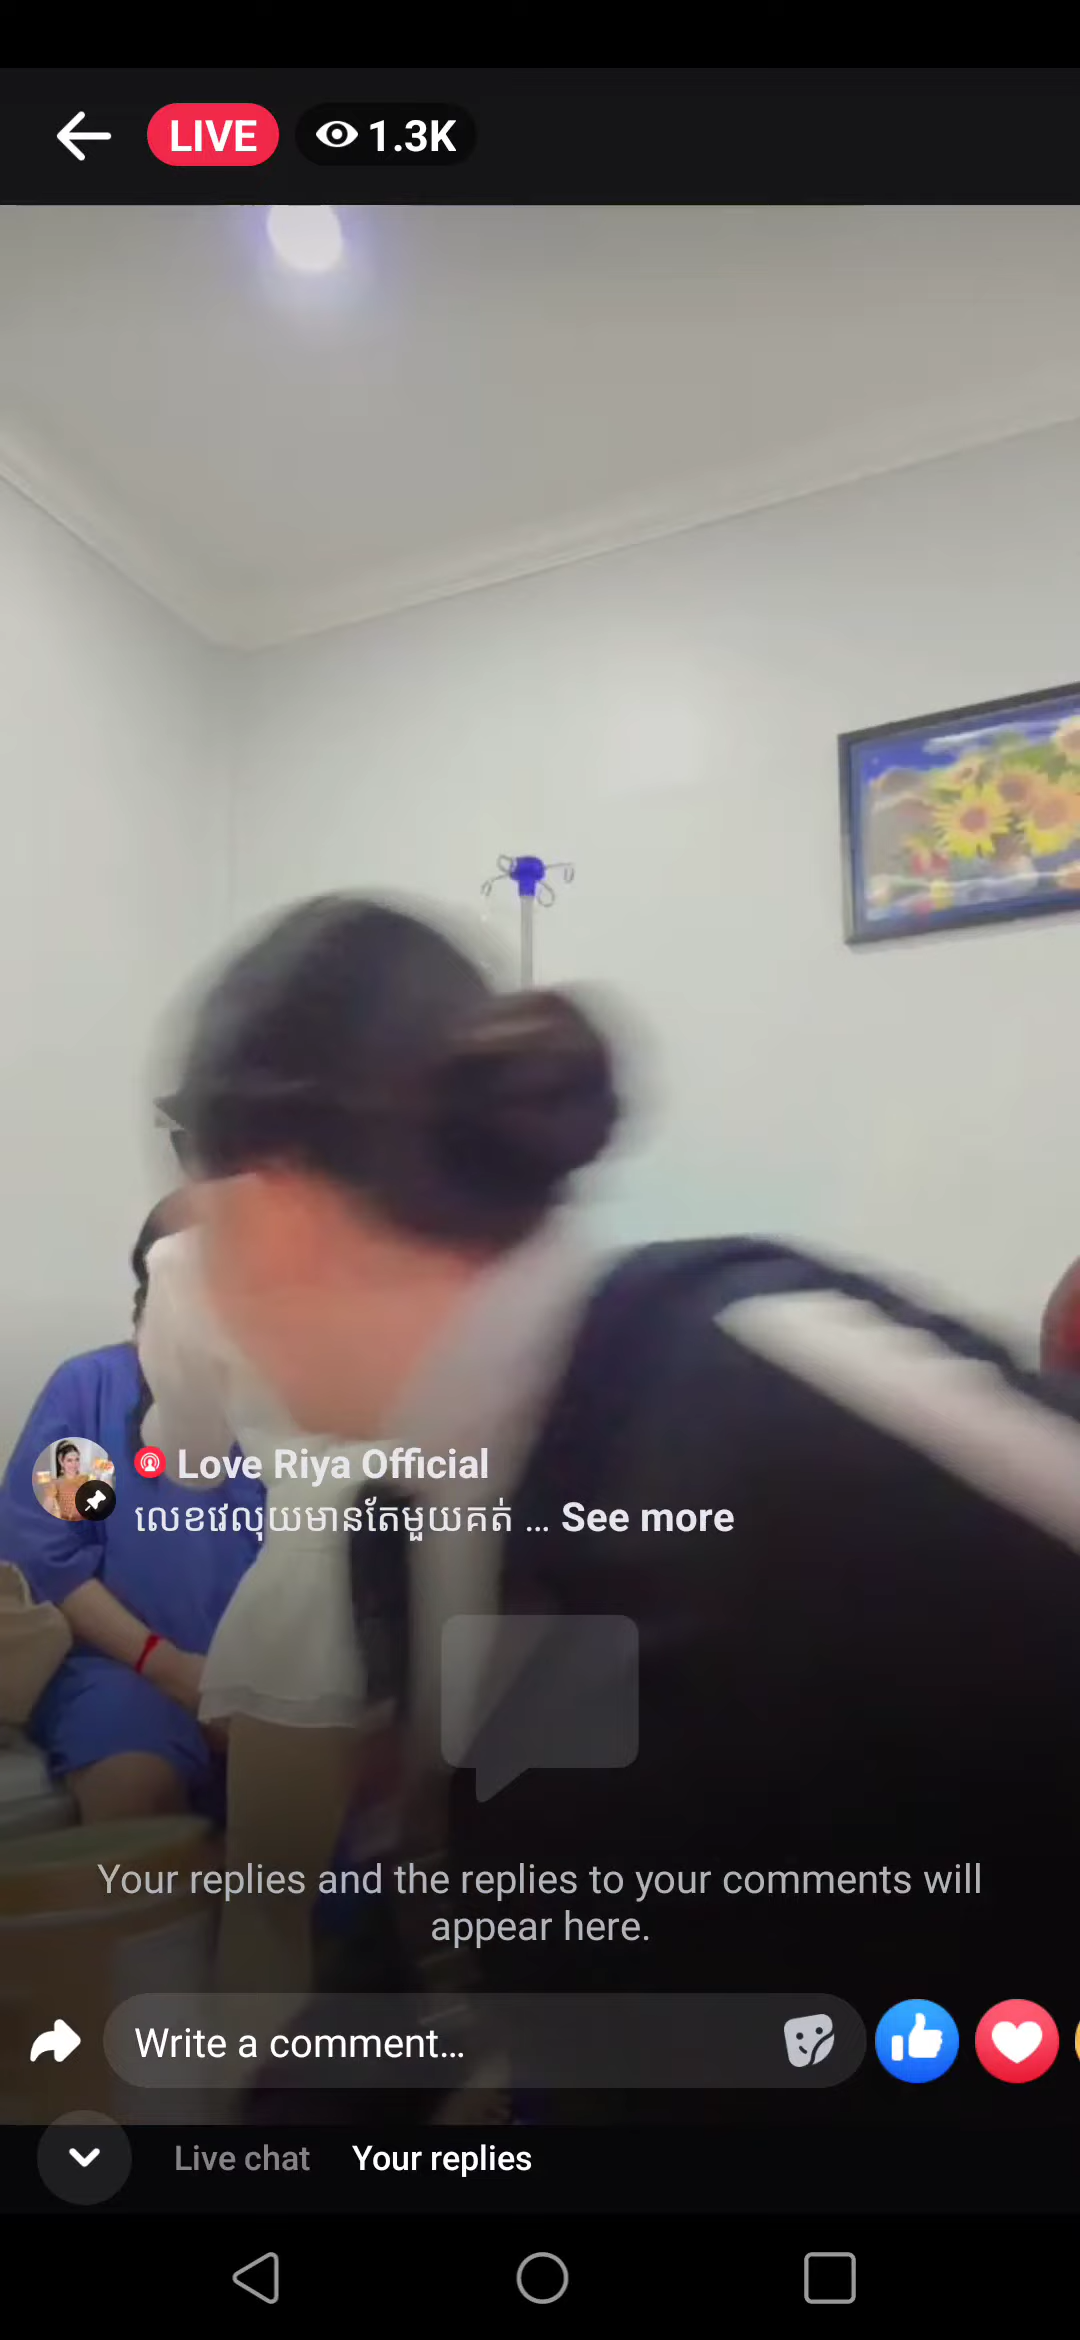 LIVE
1.3K
Love Riya Official
លេខវេលុយមានតែមួយគត់ ... See more
Your replies and the replies to your comments will
appear here.
Write a comment...
Live chat
Your replies